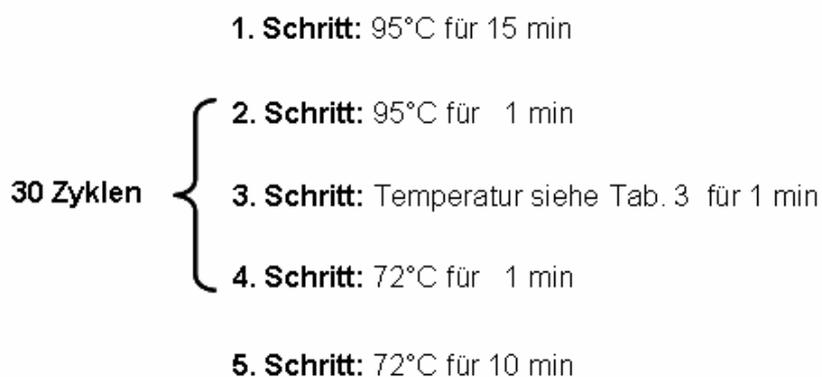 1. Schritt: 95°C für 15 min
2. Schritt: 95°C für 1 min
30 Zyklen
3. Schritt: Temperatur siehe Tab. 3 für 1 min
4. Schritt: 72°C für 1 min
5. Schritt: 72°C für 10 min